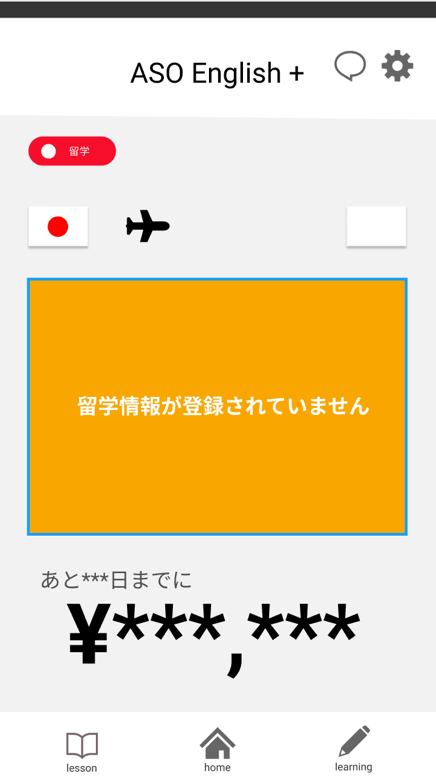 ASO English +
留学
留学情報が登録されていません
あと***日までに
¥***,***
lesson
home
learning